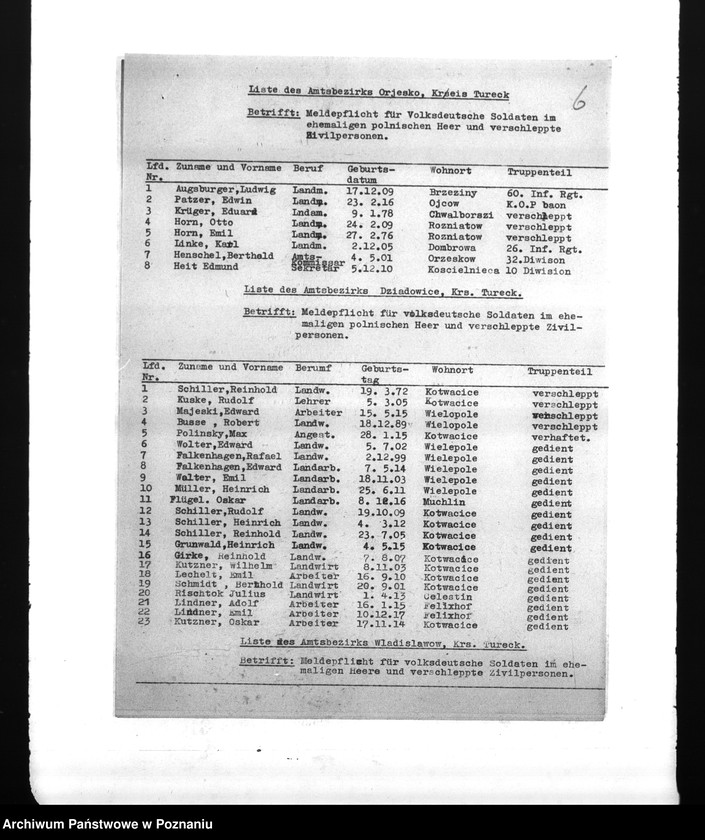 6
Liste des Amtsbezirks Orjesko, Kreis Tureck
Betrifft: Meldepflicht für Volksdeutsche Soldaten im
ehemaligen polnischen Heer und verschleppte
Zivilpersonen.
Lfd. Zuname und Vorname Beruf Geburts- Wohnort Truppenteil
Nr. datum
1 Augsburger,Ludwig Landm. 17.12.09 Brzeziny 60. Inf. Rgt.
2 Patzer, Edwin Landm. 23. 2.16 Ojcow K.O.P baon
3 Krüger, Eduard Lndam. 9. 1.78 Chwalborszi verschleppt
4 Horn, Otto Landm. 24. 2.09 Rozniatow verschleppt
5 Horn, Emil Landm. 27. 2.76 Rozniatow verschleppt
6 Linke, Karl Landm. 2.12.05 Dombrowa 26. Inf. Rgt.
7 Henschel,Berthold Amts- 4. 5.01 Orzeskow 32.Diwison
kommissar
8 Heit Edmund Sekretär 5.12.10 Koscielnieca 10 Diwision
Liste des Amtsbezirks Dziadowice, Krs. Tureck.
Betrifft: Meldepflicht für volksdeutsche Soldaten im ehe-
maligen polnischen Heer und verschleppte Zivil-
personen.
Lfd. Zuname und Vorname Berumf Geburts- Wohnort Truppenteil
Nr. tag
1 Schiller,Reinhold Landw. 19. 3.72 Kotwacice verschleppt
2 Kuske, Rudolf Lehrer 5. 3.05 Kotwacice verschleppt
3 Majeski,Edward Arbeiter 15. 5.15 Wielopole verschleppt
4 Busse , Robert Landw. 18.12.89 Wielopole verschleppt
5 Polinsky,Max Angest. 28. 1.15 Kotwacice verhaftet.
6 Wolter,Edward Landw. 5. 7.02 Wielepole gedient
7 Falkenhagen,Rafael Landw. 2.12.99 Wielepole gedient
8 Falkenhagen,Edward Landarb. 7. 5.14 Wielepole gedient
9 Walter, Emil Landarb. 18.11.03 Wielepole gedient
10 Müller, Heinrich Landarb. 25. 6.11 Wielepole gedient
11 Flügel. Oskar Landarb. 8. 12.16 Muchlin gedient
12 Schiller,Rudolf Landw. 19.10.09 Kotwacice gedient
13 Schiller, Heinrich Landw. 4. 3.12 Kotwacice gedient
14 Schiller, Reinhold Landw. 23. 7.05 Kotwacice gedient
15 Grunwald,Heinrich Landw. 4. 5.15 Kotwacice gedient
16 Girke, Reinhold Landw. 7. 8.07 Kotwacice gedient
17 Kutzner, Wilhelm Landwirt 8.11.03 Kotwacice gedient
18 Lechelt, Emil Arbeiter 16. 9.10 Kotwacice gedient
19 Schmidt , Berthold Landwirt 20. 9.01 Kotwacice gedient
20 Rischtok Julius Landwirt 1. 4.13 Celestin gedient
21 Lindner, Adolf Arbeiter 16. 1.15 Felixhof gedient
22 Lindner, Emil Arbeiter 10.12.17 Felixhof gedient
23 Kutzner, Oskar Arbeiter 17.11.14 Kotwacice gedient
Liste des Amtsbezirks Wladislawow, Krs. Tureck.
Betrifft: Meldepflicht für volksdeutsche Soldaten im ehe-
maligen Heere und verschleppte Zivilpersonen.
Archiwum Państwowe w Poznaniu